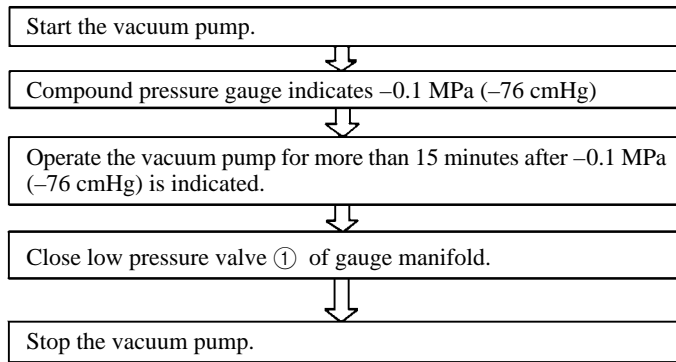 Start the vacuum pump.
Compound pressure gauge indicates –0.1 MPa (–76 cmHg)
Operate the vacuum pump for more than 15 minutes after –0.1 MPa
(–76 cmHg) is indicated.
Close low pressure valve ① of gauge manifold.
Stop the vacuum pump.